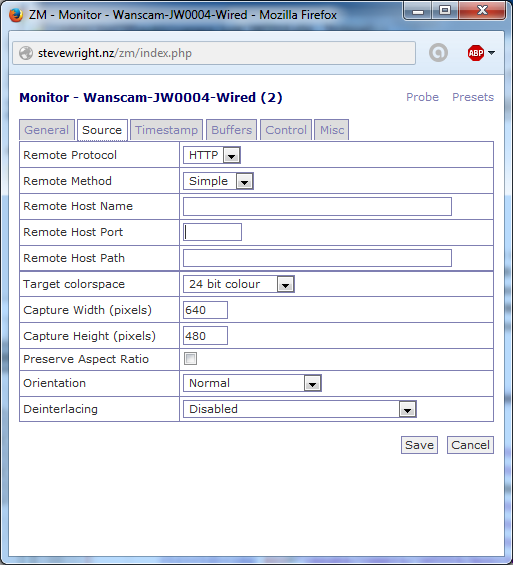 ZM - Monitor - Wanscam-JW0004-Wired - Mozilla Firefox
stevewright.nz/zm/index.php
ABP
Monitor - Wanscam-JW0004-Wired (2)
Probe Presets
General Source Timestamp Buffers Control Misc
Remote Protocol HTTP
Remote Method Simple
Remote Host Name
Remote Host Port
Remote Host Path
Target colorspace 24 bit colour
Capture Width (pixels) 640
Capture Height (pixels) 480
Preserve Aspect Ratio
Orientation Normal
Deinterlacing Disabled
Save Cancel